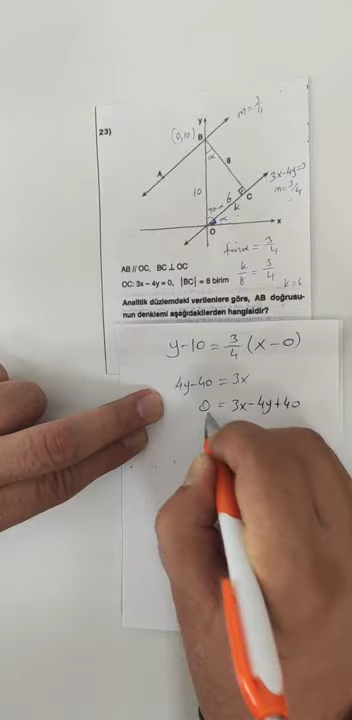 23)
y
m=3/4
(0,10) B
α
A
8
3x-4y=0
m=3/4
10
6
C
90-α
k
α
x
O
tanα = 3/4
AB // OC, BC ⊥ OC
k/8 = 3/4
OC: 3x – 4y = 0, |BC| = 8 birim
k=6
Analitik düzlemdeki verilenlere göre, AB doğrusu-
nun denklemi aşağıdakilerden hangisidir?
y-10 = 3/4 (x-0)
4y-40 = 3x
0 = 3x-4y+40